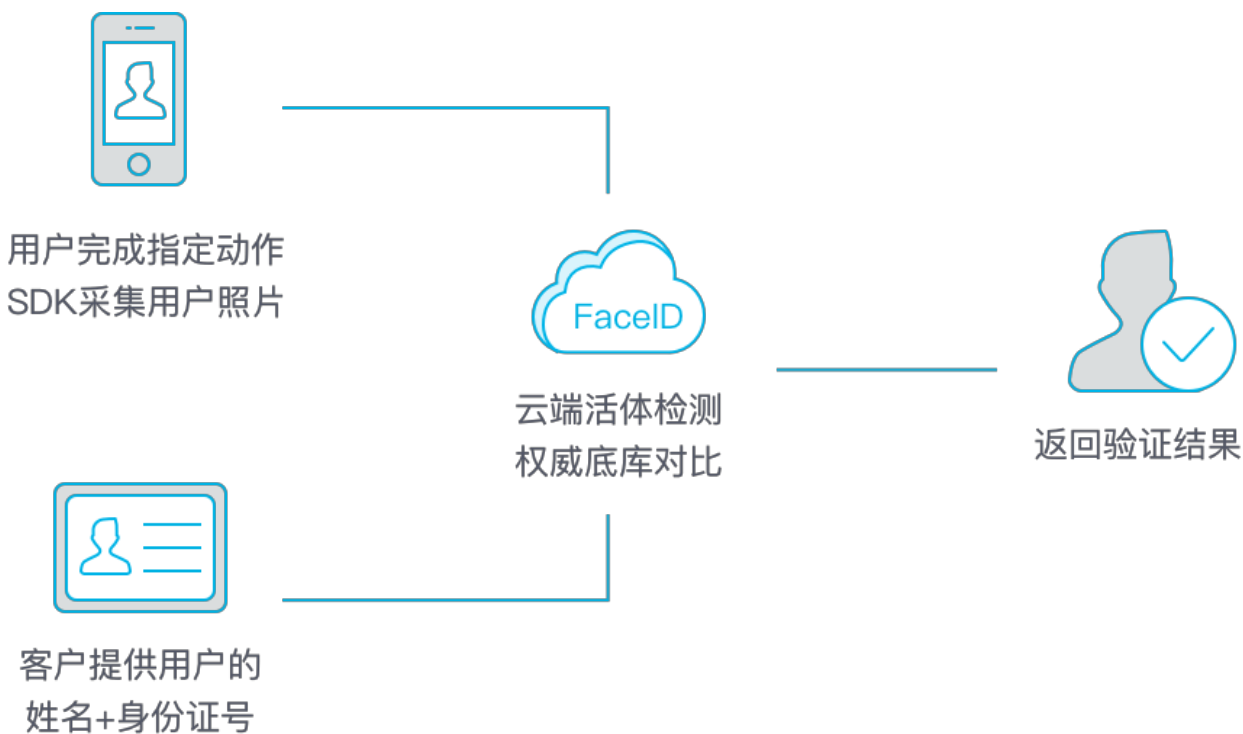 用户完成指定动作
SDK采集用户照片
FaceID
云端活体检测
权威底库对比
返回验证结果
客户提供用户的
姓名+身份证号